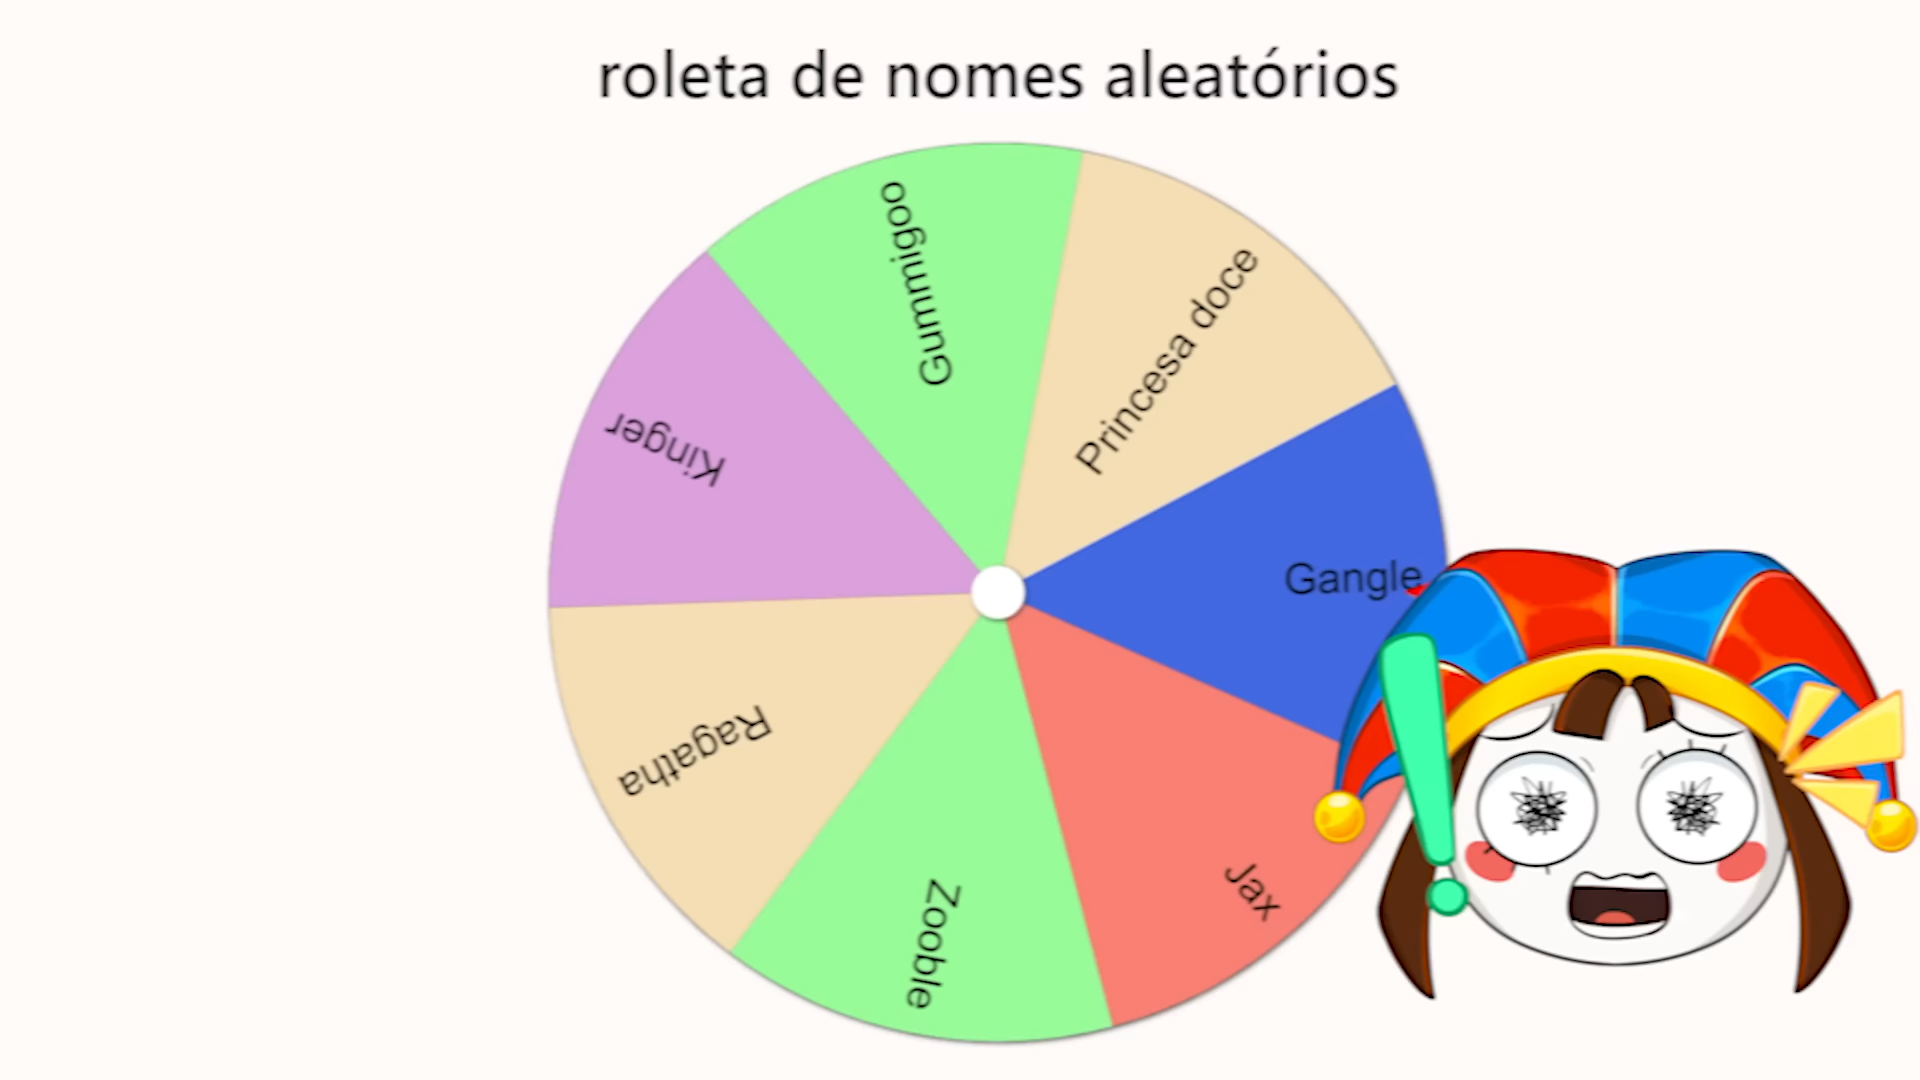 roleta de nomes aleatórios
Gummigoo
Princesa doce
Kinger
Gangle
Ragatha
Jax
Zooble